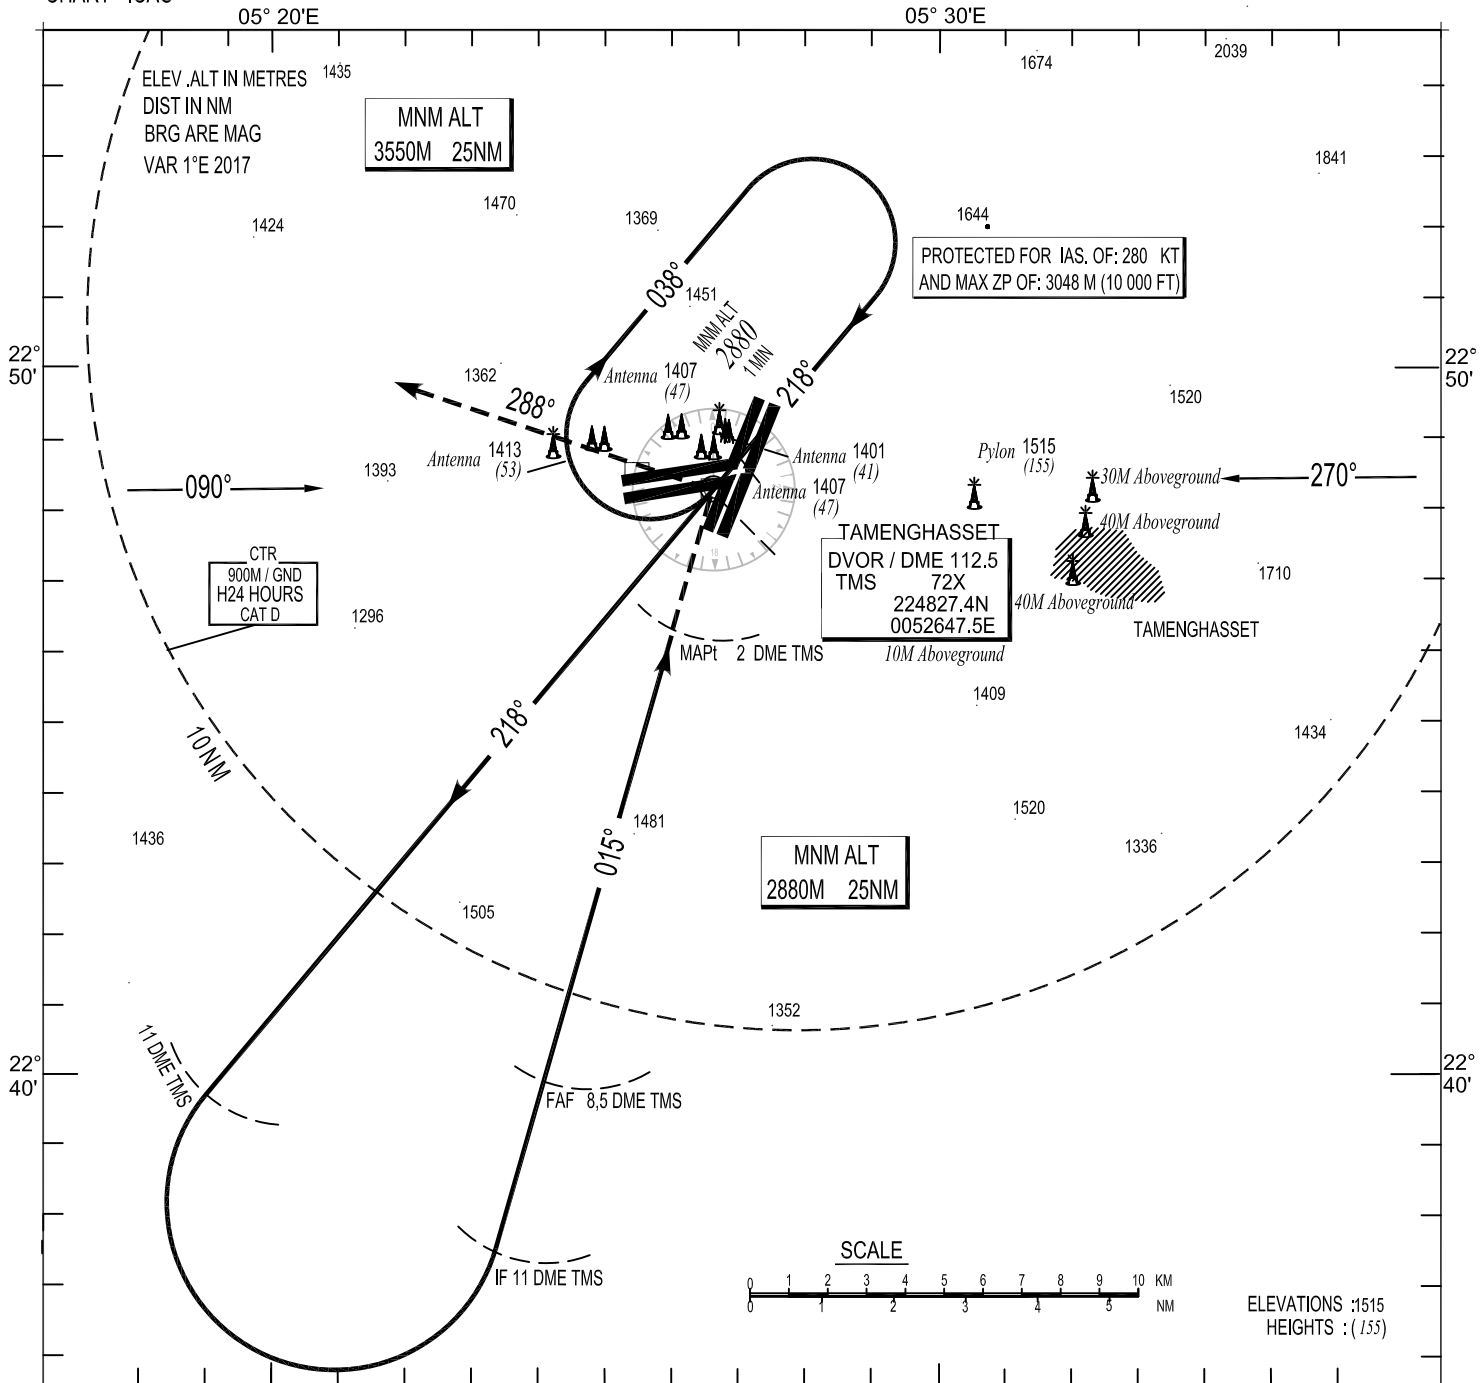 05° 20'E
05° 30'E
ELEV .ALT IN METRES
DIST IN NM
BRG ARE MAG
VAR 1°E 2017
1435
MNM ALT
3550M 25NM
1674
2039
1841
1424
1470
1369
1644
PROTECTED FOR IAS. OF: 280 KT
AND MAX ZP OF: 3048 M (10 000 FT)
038°
1451
MNM ALT
2880
1 MIN
218°
22°
50'
22°
50'
1362
Antenna 1407
(47)
288°
1520
Antenna 1413
(53)
1393
Antenna 1401
(41)
Antenna 1407
(47)
Pylon 1515
(155)
30M Aboveground
270°
090°
40M Aboveground
18
TAMENGHASSET
DVOR / DME 112.5
TMS 72X
224827.4N
0052647.5E
10M Aboveground
40M Aboveground
TAMENGHASSET
1710
CTR
900M / GND
H24 HOURS
CAT D
1296
MAPt 2 DME TMS
1409
1434
218°
10 NM
1436
1481
015°
1520
1336
MNM ALT
2880M 25NM
1505
1352
11 DME TMS
22°
40'
22°
40'
FAF 8,5 DME TMS
IF 11 DME TMS
SCALE
0 1 2 3 4 5 6 7 8 9 10 KM
0 1 2 3 4 5 NM
ELEVATIONS :1515
HEIGHTS : (155)